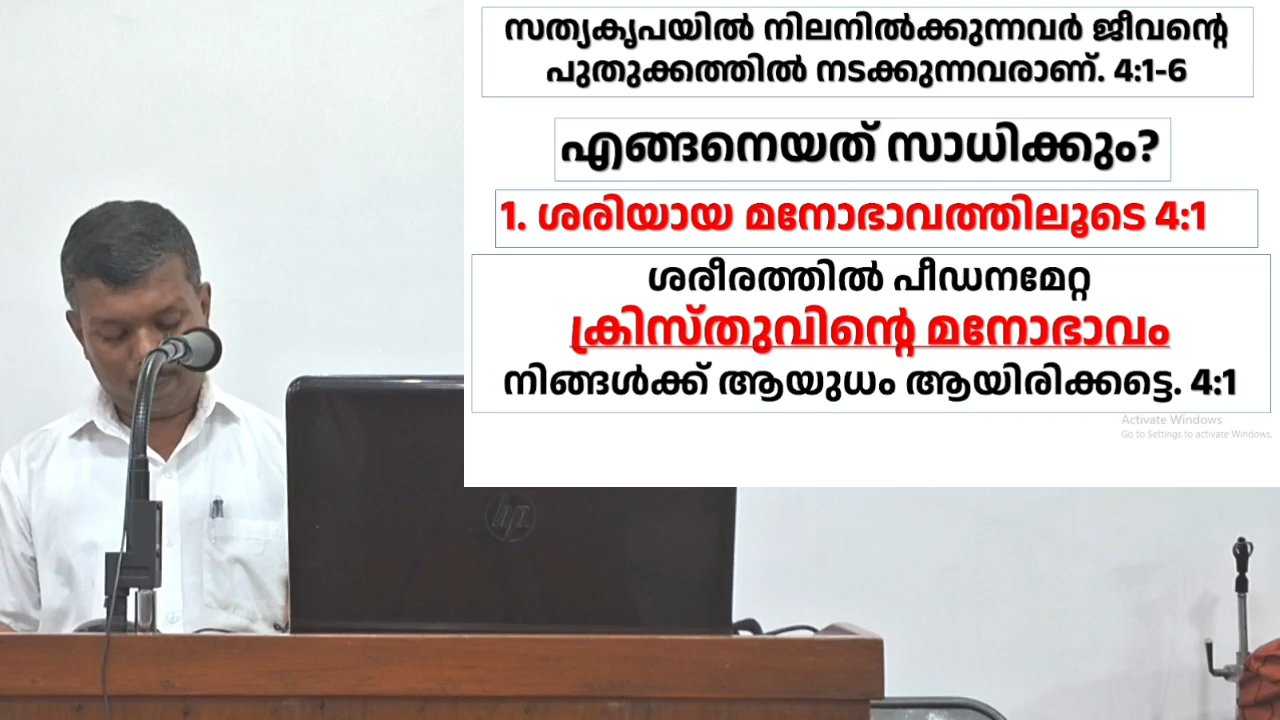 സത്യകൃപയിൽ നിലനിൽക്കുന്നവർ ജീവന്റെ
പുതുക്കത്തിൽ നടക്കുന്നവരാണ്. 4:1-6
എങ്ങനെയത് സാധിക്കും?
1. ശരിയായ മനോഭാവത്തിലൂടെ 4:1
ശരീരത്തിൽ പീഡനമേറ്റ
ക്രിസ്തുവിന്റെ മനോഭാവം
നിങ്ങൾക്ക് ആയുധം ആയിരിക്കട്ടെ. 4:1
Activate Windows
Go to Settings to activate Windows.
hp